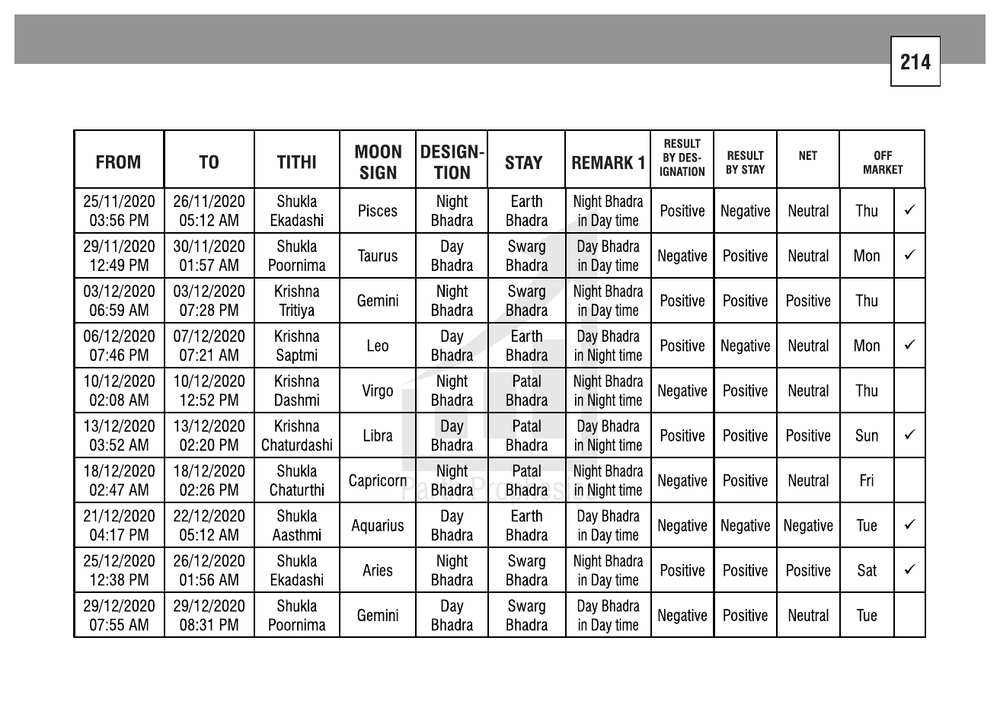 214
FROM TO TITHI MOON SIGN DESIGN-TION STAY REMARK 1 RESULT BY DES-IGNATION RESULT BY STAY NET OFF MARKET
25/11/2020 03:56 PM 26/11/2020 05:12 AM Shukla Ekadashi Pisces Night Bhadra Earth Bhadra Night Bhadra in Day time Positive Negative Neutral Thu ✓
29/11/2020 12:49 PM 30/11/2020 01:57 AM Shukla Poornima Taurus Day Bhadra Swarg Bhadra Day Bhadra in Day time Negative Positive Neutral Mon ✓
03/12/2020 06:59 AM 03/12/2020 07:28 PM Krishna Tritiya Gemini Night Bhadra Swarg Bhadra Night Bhadra in Day time Positive Positive Positive Thu
06/12/2020 07:46 PM 07/12/2020 07:21 AM Krishna Saptmi Leo Day Bhadra Earth Bhadra Day Bhadra in Night time Positive Negative Neutral Mon ✓
10/12/2020 02:08 AM 10/12/2020 12:52 PM Krishna Dashmi Virgo Night Bhadra Patal Bhadra Night Bhadra in Night time Negative Positive Neutral Thu
13/12/2020 03:52 AM 13/12/2020 02:20 PM Krishna Chaturdashi Libra Day Bhadra Patal Bhadra Day Bhadra in Night time Positive Positive Positive Sun ✓
18/12/2020 02:47 AM 18/12/2020 02:26 PM Shukla Chaturthi Capricorn Night Bhadra Patal Bhadra Night Bhadra in Night time Negative Positive Neutral Fri
21/12/2020 04:17 PM 22/12/2020 05:12 AM Shukla Aasthmi Aquarius Day Bhadra Earth Bhadra Day Bhadra in Day time Negative Negative Negative Tue ✓
25/12/2020 12:38 PM 26/12/2020 01:56 AM Shukla Ekadashi Aries Night Bhadra Swarg Bhadra Night Bhadra in Day time Positive Positive Positive Sat ✓
29/12/2020 07:55 AM 29/12/2020 08:31 PM Shukla Poornima Gemini Day Bhadra Swarg Bhadra Day Bhadra in Day time Negative Positive Neutral Tue